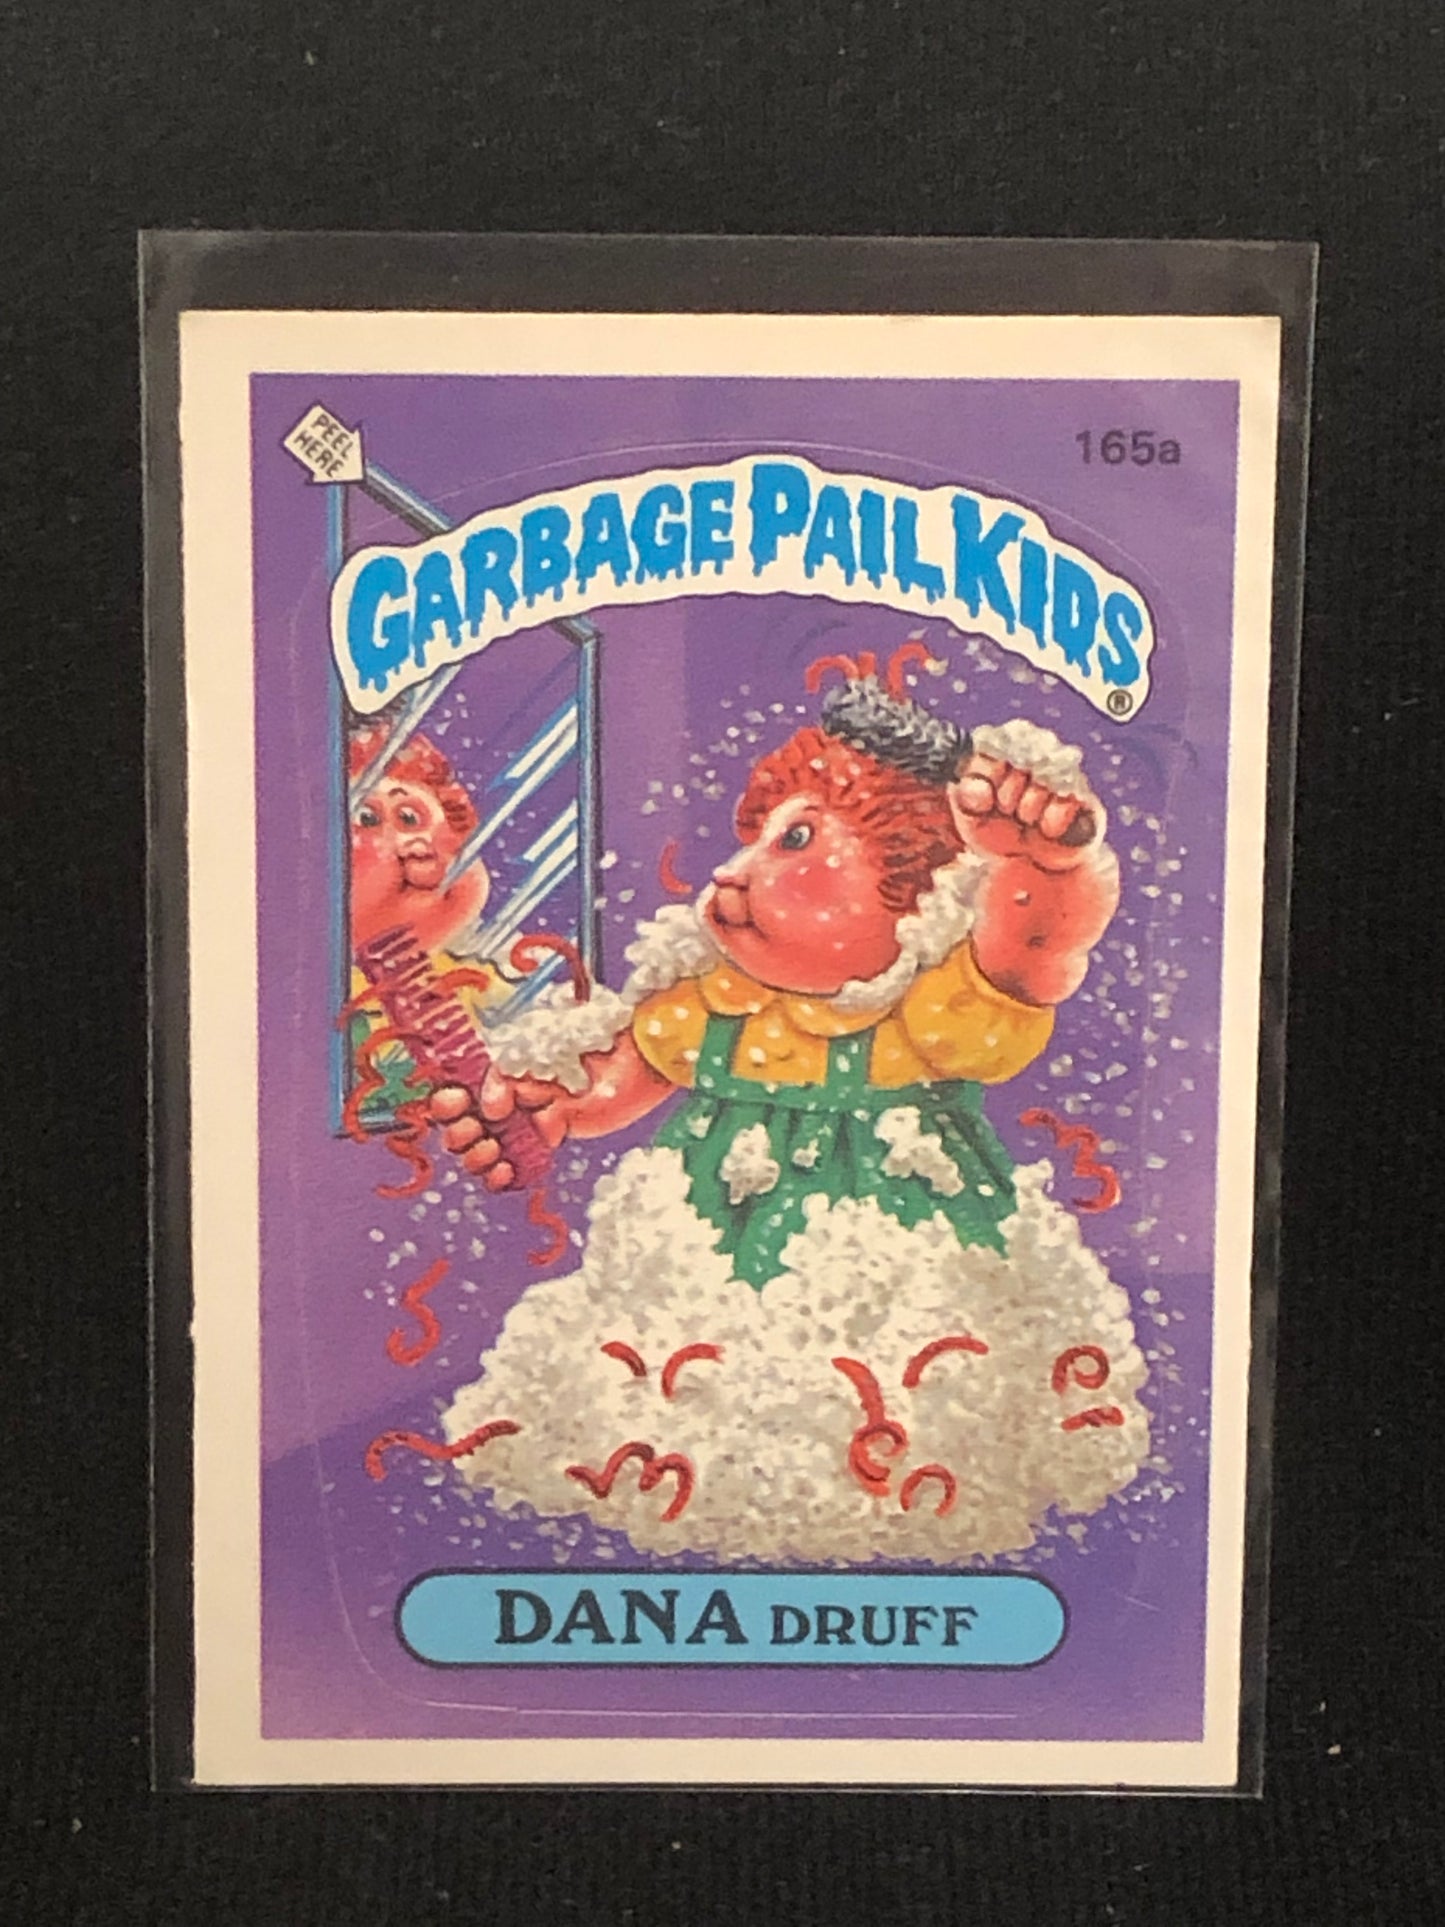 PEEL
HERE
165a
GARBAGE PAIL KIDS
®
DANA DRUFF